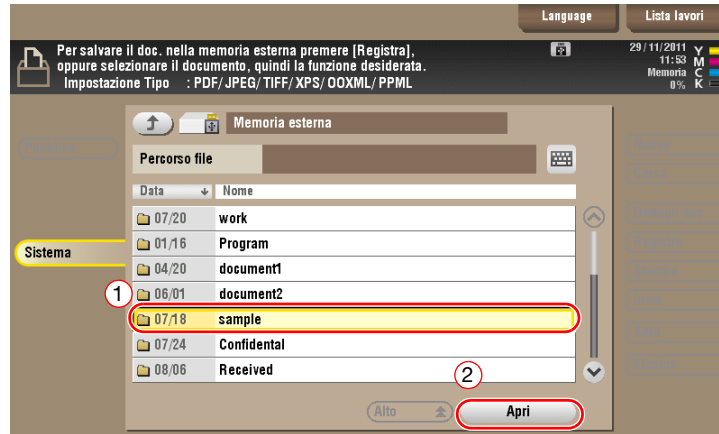 Language
Lista lavori
Per salvare il doc. nella memoria esterna premere [Registra],
oppure selezionare il documento, quindi la funzione desiderata.
Impostazione Tipo : PDF/JPEG/TIFF/XPS/OOXML/PPML
29/11/2011
11:53
Memoria
0%
Y
M
C
K
Memoria esterna
Percorso file
Data Nome
07/20 work
01/16 Program
Sistema
04/20 document1
1
06/01 document2
07/18 sample
07/24 Confidental
08/06 Received
2
Alto
Apri